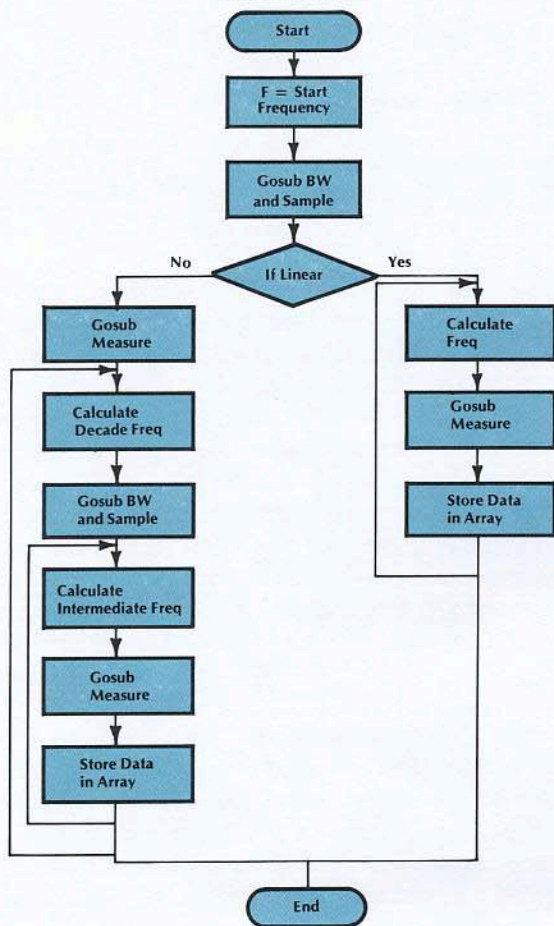 Start
F = Start
Frequency
Gosub BW
and Sample
If Linear
No
Yes
Gosub
Measure
Calculate
Decade Freq
Gosub BW
and Sample
Calculate
Intermediate Freq
Gosub
Measure
Store Data
in Array
Calculate
Freq
Gosub
Measure
Store Data
in Array
End